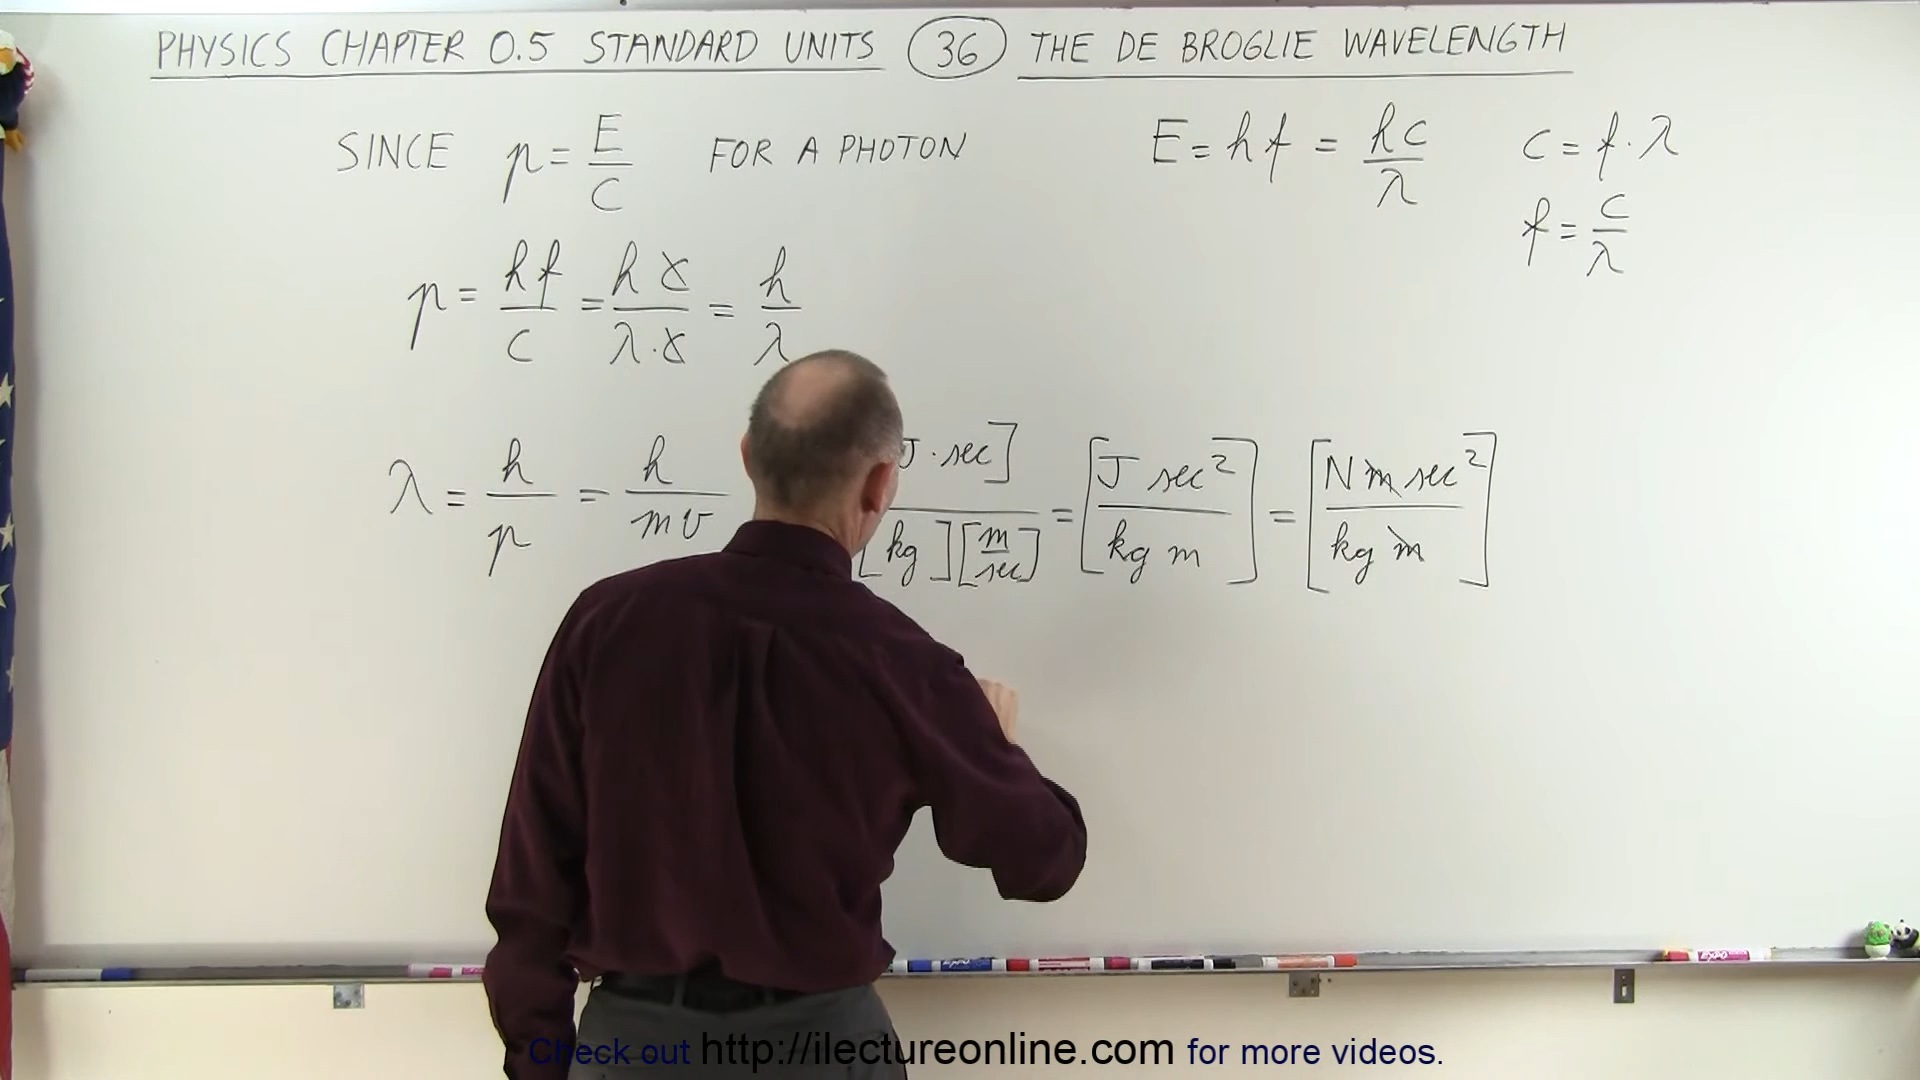 PHYSICS CHAPTER 0.5 STANDARD UNITS 36 THE DE BROGLIE WAVELENGTH
SINCE p = E/C FOR A PHOTON
E = hf = hc/λ
c = f·λ
f = c/λ
p = hf/c = hc/λ·c = h/λ
λ = h/p = h/mv
J·sec] / [kg][m/sec] = [J sec²/kg m] = [N m sec²/kg m]
Check out http://ilectureonline.com for more videos.